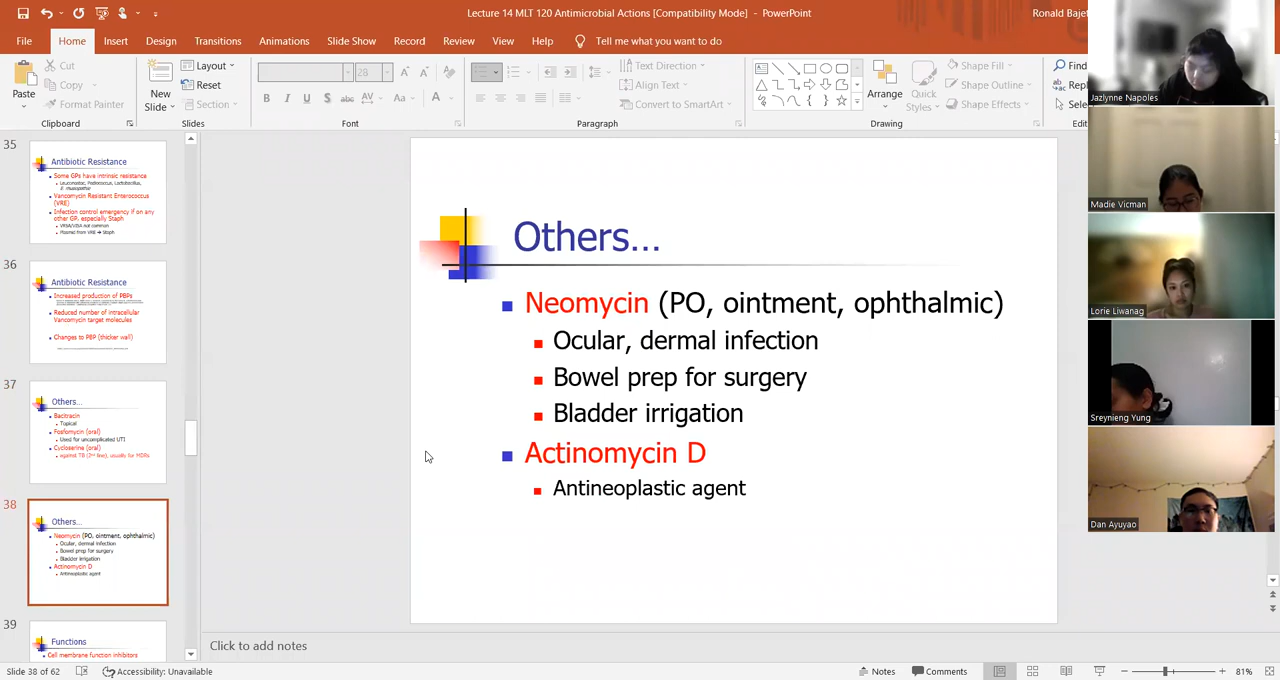 Lecture 14 MLT 120 Antimicrobial Actions [Compatibility Mode] - PowerPoint
Ronald Bajet
File Home Insert Design Transitions Animations Slide Show Record Review View Help Tell me what you want to do
Paste
Cut
Copy
Format Painter
Clipboard
New
Slide
Layout
Reset
Section
Slides
28
B I U S abc AV Aa A
Font
Text Direction
Align Text
Convert to SmartArt
Paragraph
Arrange
Quick
Styles
Shape Fill
Shape Outline
Shape Effects
Drawing
Find
Repl
Sele
Edit
35
Antibiotic Resistance
Some GPs have intrinsic resistance
Leuconostoc, Pediococcus, Lactobacillus,
Vancomycin Resistant Enterococcus
(VRE)
Infection control emergency if on any
other GP, especially Staph
VRSA/VISA not common
Plasmid from VRE → Staph
36
Antibiotic Resistance
Increased production of PBPs
Reduced number of intracellular
Vancomycin target molecules
Changes to PBP (thicker wall)
37
Others...
Bacitracin
Topical
Fosfomycin (oral)
Used for uncomplicated UTI
Cycloserine (oral)
against TB (2nd line), usually for MDRs
38
Others...
Neomycin (PO, ointment, ophthalmic)
Ocular, dermal infection
Bowel prep for surgery
Bladder irrigation
Actinomycin D
Antineoplastic agent
39
Functions
Cell membrane function inhibitors
Others...
Neomycin (PO, ointment, ophthalmic)
Ocular, dermal infection
Bowel prep for surgery
Bladder irrigation
Actinomycin D
Antineoplastic agent
Click to add notes
Jazlynne Napoles
Madie Vicman
Lorie Liwanag
Sreynieng Yung
Dan Ayuyao
Slide 38 of 62
Accessibility: Unavailable
Notes
Comments
81%